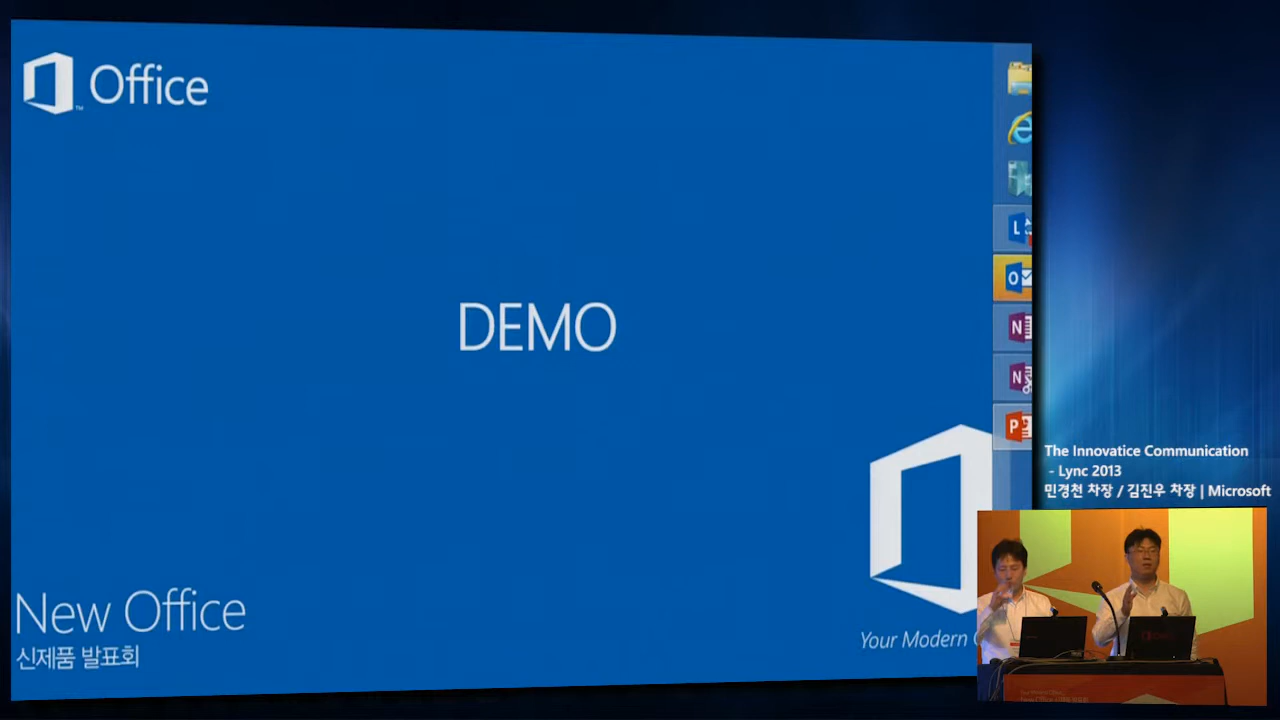 Office
DEMO
New Office
신제품 발표회
Your Modern
L
O
N
N
P
The Innovatice Communication
- Lync 2013
민경천 차장 / 김진우 차장 | Microsoft